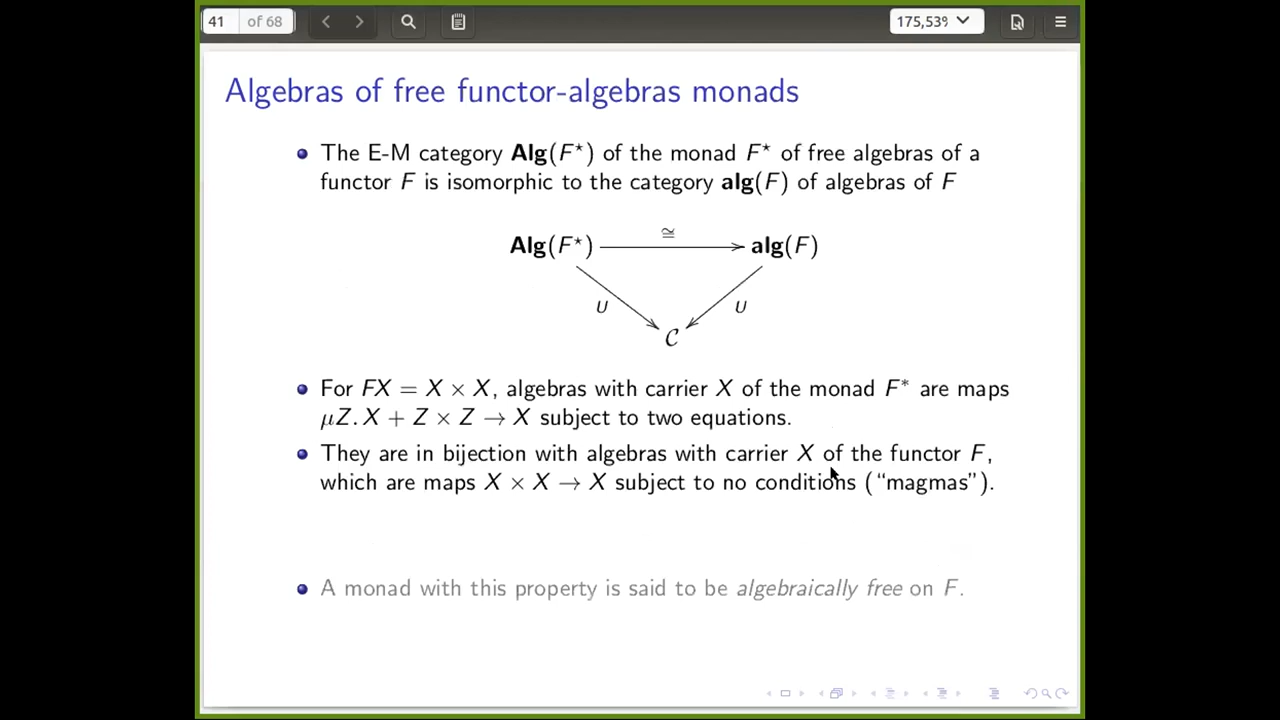 41 of 68
175,53%
Algebras of free functor-algebras monads
The E-M category Alg(F⋆) of the monad F⋆ of free algebras of a
functor F is isomorphic to the category alg(F) of algebras of F
≅
Alg(F⋆) alg(F)
U U
C
For FX = X × X, algebras with carrier X of the monad F* are maps
μZ. X + Z × Z → X subject to two equations.
They are in bijection with algebras with carrier X of the functor F,
which are maps X × X → X subject to no conditions (“magmas”).
A monad with this property is said to be algebraically free on F.